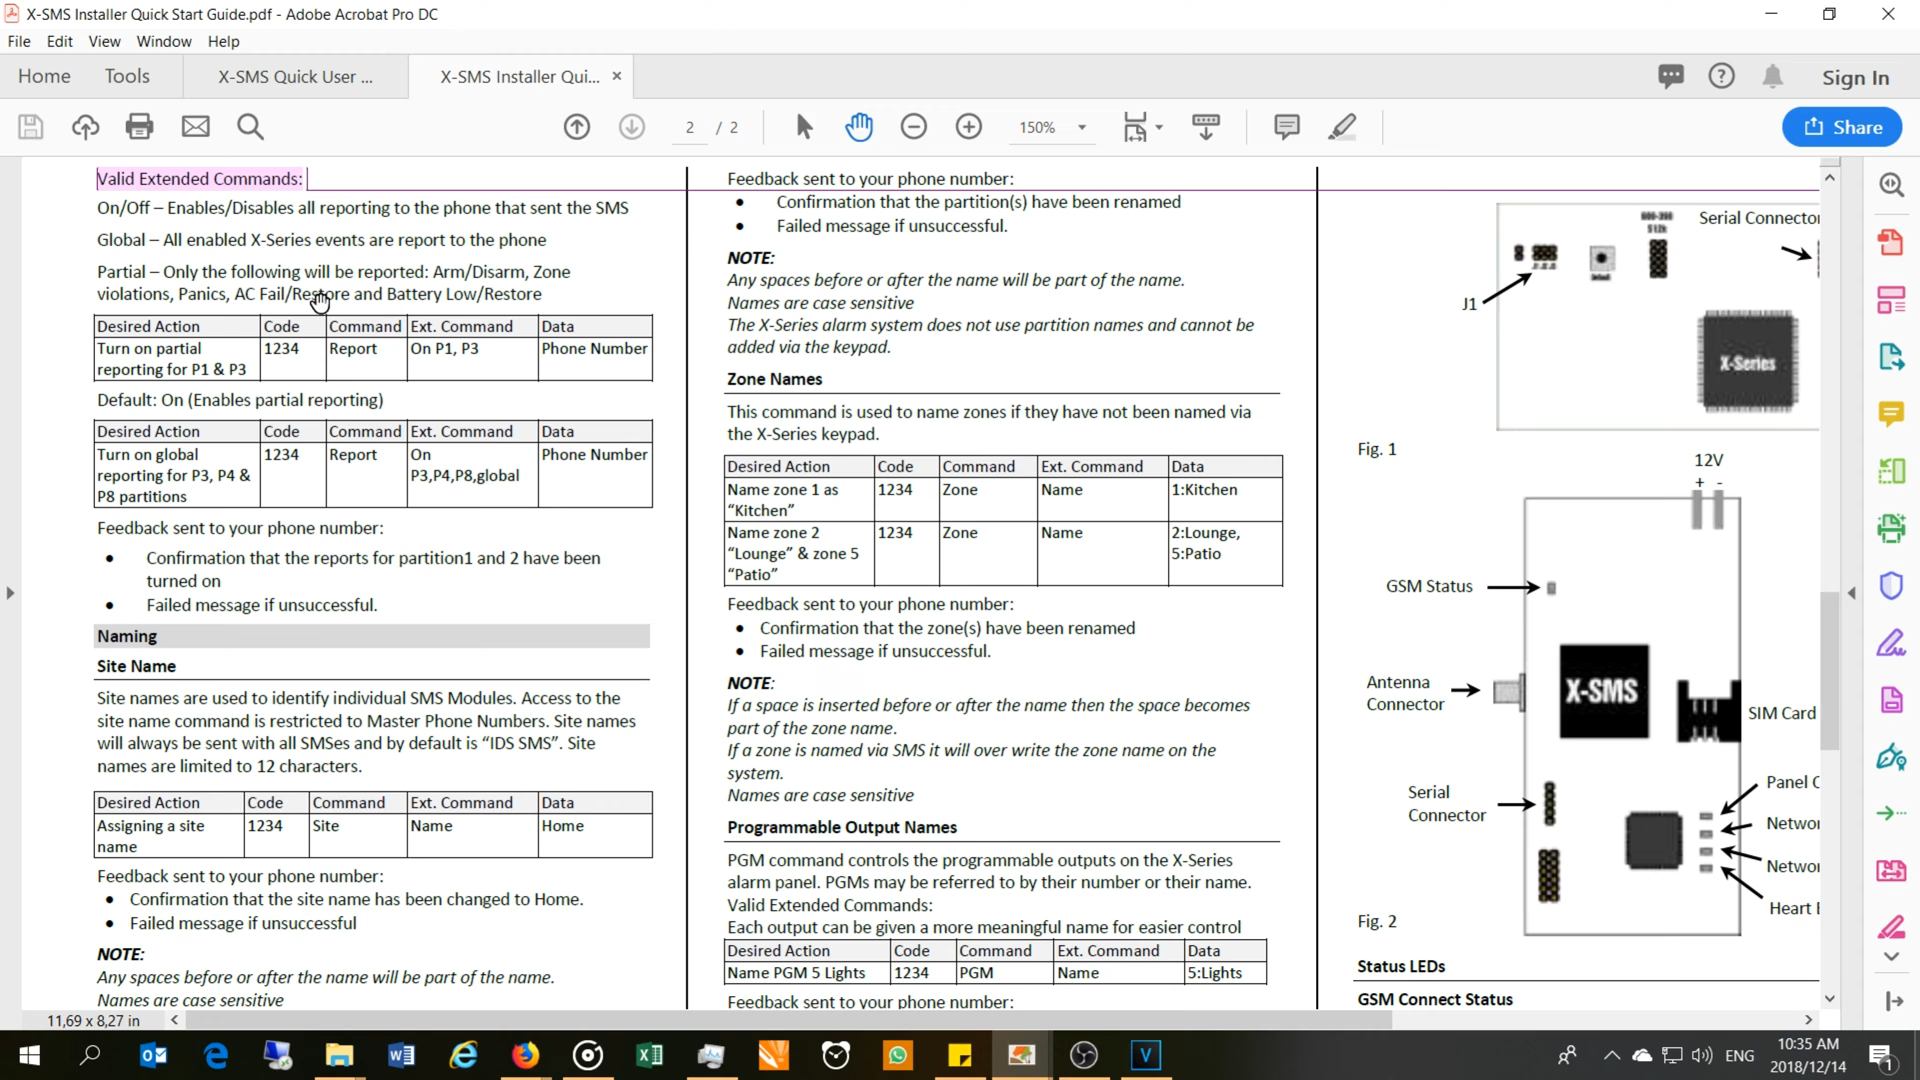 X-SMS Installer Quick Start Guide.pdf - Adobe Acrobat Pro DC
File Edit View Window Help
Home Tools X-SMS Quick User ... X-SMS Installer Qui... × Sign In
2 / 2 150% Share
Valid Extended Commands:
On/Off – Enables/Disables all reporting to the phone that sent the SMS
Global – All enabled X-Series events are report to the phone
Partial – Only the following will be reported: Arm/Disarm, Zone
violations, Panics, AC Fail/Restore and Battery Low/Restore
Desired Action Code Command Ext. Command Data
Turn on partial 1234 Report On P1, P3 Phone Number
reporting for P1 & P3
Default: On (Enables partial reporting)
Desired Action Code Command Ext. Command Data
Turn on global 1234 Report On Phone Number
reporting for P3, P4 & P3,P4,P8,global
P8 partitions
Feedback sent to your phone number:
• Confirmation that the reports for partition1 and 2 have been
turned on
• Failed message if unsuccessful.
Naming
Site Name
Site names are used to identify individual SMS Modules. Access to the
site name command is restricted to Master Phone Numbers. Site names
will always be sent with all SMSes and by default is “IDS SMS”. Site
names are limited to 12 characters.
Desired Action Code Command Ext. Command Data
Assigning a site 1234 Site Name Home
name
Feedback sent to your phone number:
• Confirmation that the site name has been changed to Home.
• Failed message if unsuccessful
NOTE:
Any spaces before or after the name will be part of the name.
Names are case sensitive
Feedback sent to your phone number:
• Confirmation that the partition(s) have been renamed
• Failed message if unsuccessful.
NOTE:
Any spaces before or after the name will be part of the name.
Names are case sensitive
The X-Series alarm system does not use partition names and cannot be
added via the keypad.
Zone Names
This command is used to name zones if they have not been named via
the X-Series keypad.
Desired Action Code Command Ext. Command Data
Name zone 1 as 1234 Zone Name 1:Kitchen
“Kitchen”
Name zone 2 1234 Zone Name 2:Lounge,
“Lounge” & zone 5 5:Patio
“Patio”
Feedback sent to your phone number:
• Confirmation that the zone(s) have been renamed
• Failed message if unsuccessful.
NOTE:
If a space is inserted before or after the name then the space becomes
part of the zone name.
If a zone is named via SMS it will over write the zone name on the
system.
Names are case sensitive
Programmable Output Names
PGM command controls the programmable outputs on the X-Series
alarm panel. PGMs may be referred to by their number or their name.
Valid Extended Commands:
Each output can be given a more meaningful name for easier control
Desired Action Code Command Ext. Command Data
Name PGM 5 Lights 1234 PGM Name 5:Lights
Feedback sent to your phone number:
Serial Connector
J1
X-Series
Fig. 1
12V
+ -
GSM Status
Antenna
Connector
X-SMS
SIM Card
Serial
Connector
Panel
Heart
Fig. 2
Status LEDs
GSM Connect Status
11,69 x 8,27 in
ENG
10:35 AM
2018/12/14
1